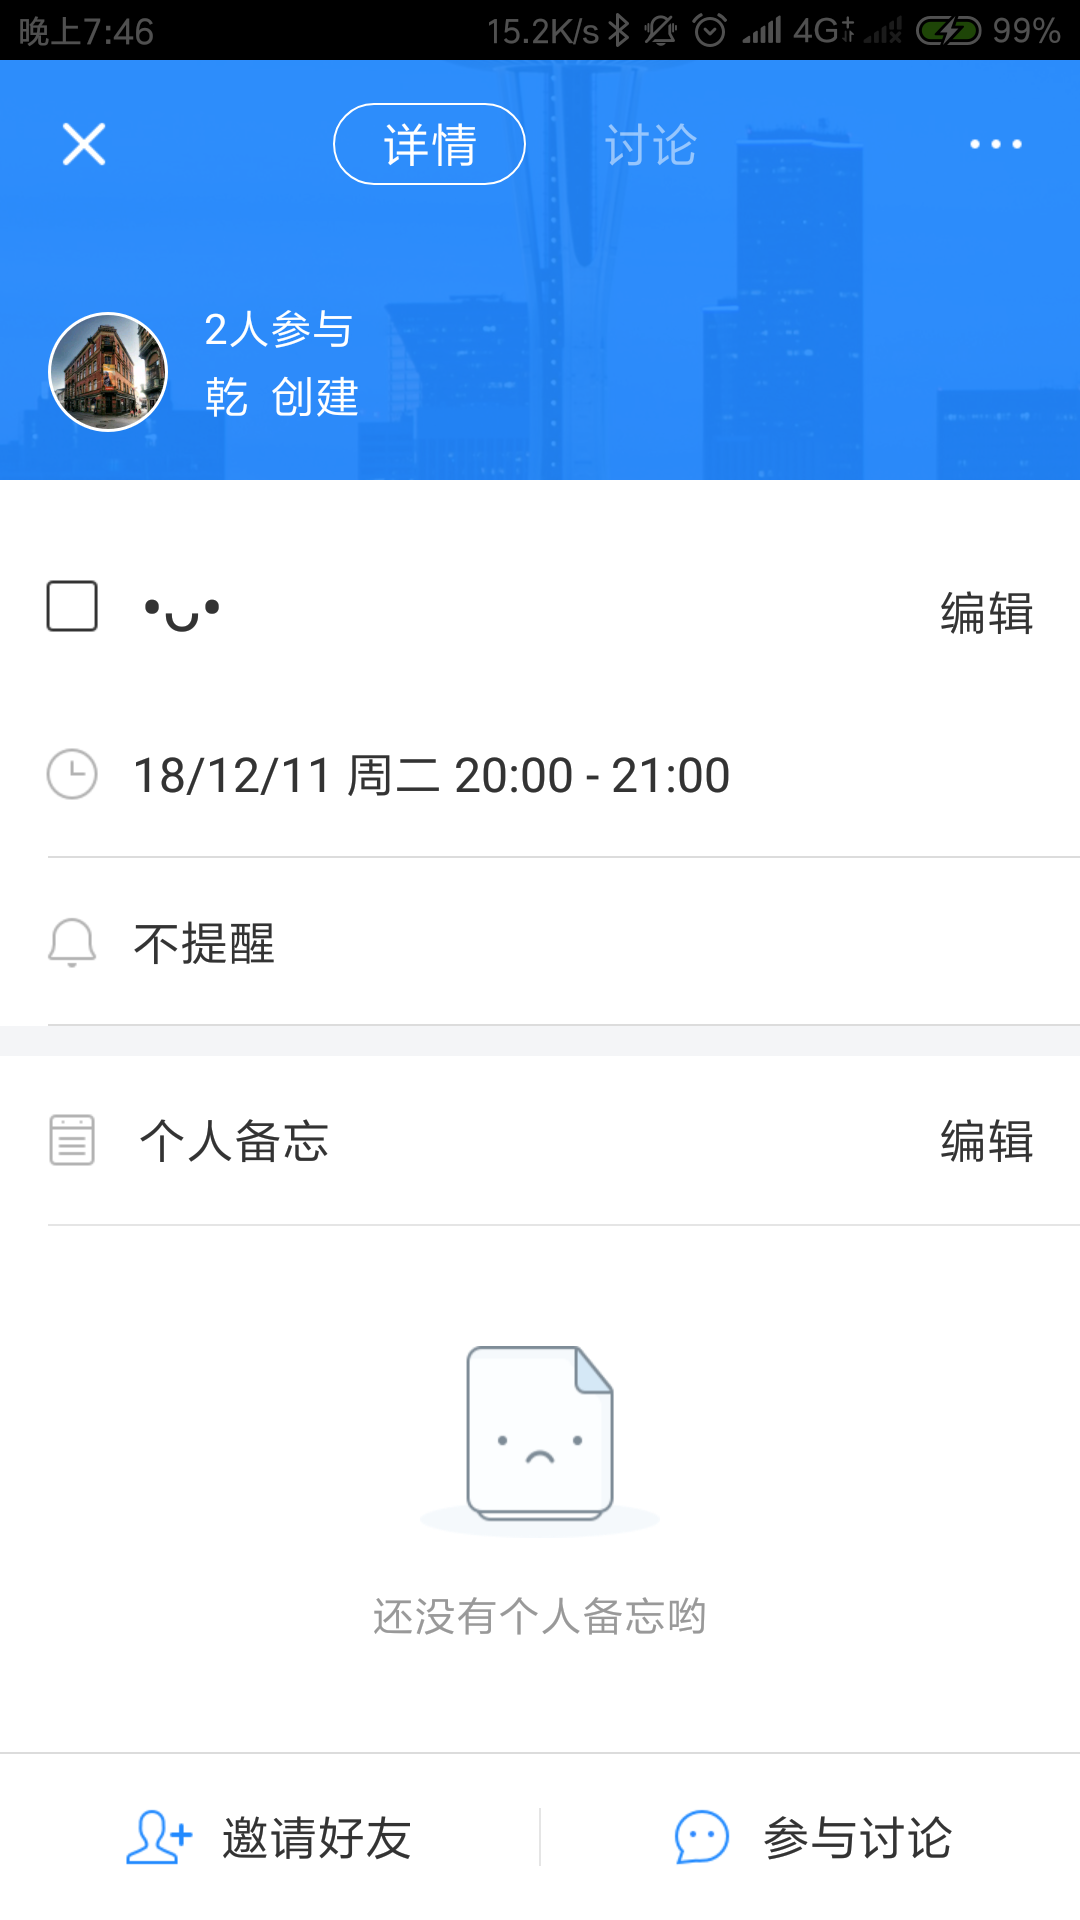 晚上7:46 15.2K/s 4G 99%
详情 讨论
2人参与
乾 创建
•ᴗ• 编辑
18/12/11 周二 20:00 - 21:00
不提醒
个人备忘 编辑
还没有个人备忘哟
邀请好友 参与讨论